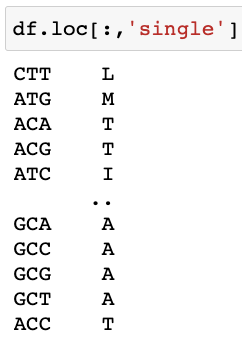 df.loc[:,'single']
CTT L
ATG M
ACA T
ACG T
ATC I
..
GCA A
GCC A
GCG A
GCT A
ACC T